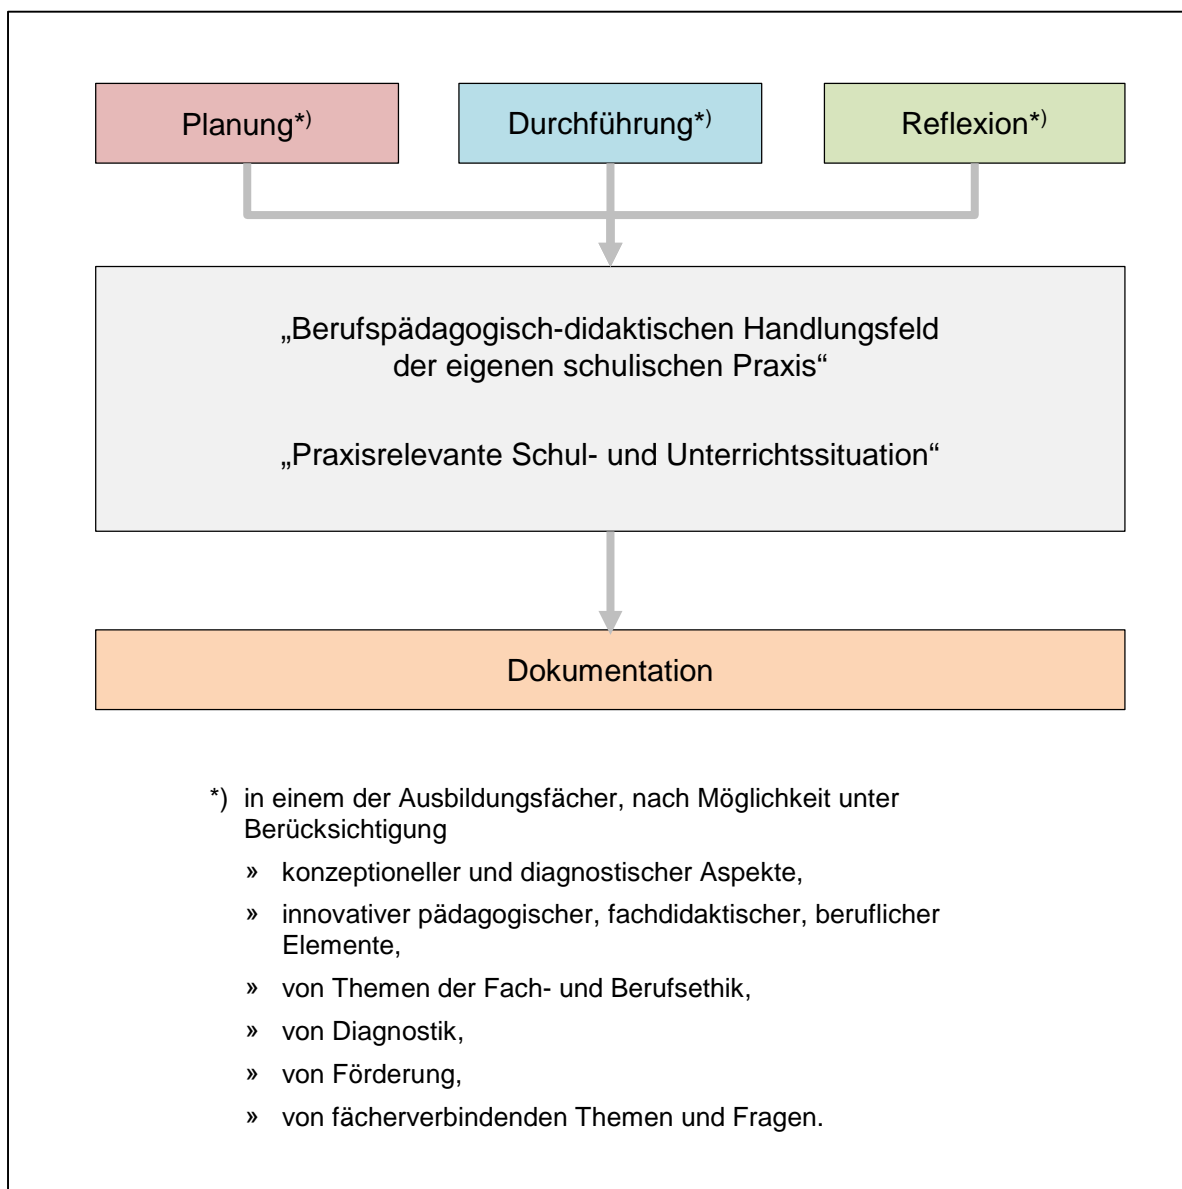 Planung*)
Durchführung*)
Reflexion*)
„Berufspädagogisch-didaktischen Handlungsfeld
der eigenen schulischen Praxis“
„Praxisrelevante Schul- und Unterrichtssituation“
Dokumentation
*) in einem der Ausbildungsfächer, nach Möglichkeit unter
Berücksichtigung
» konzeptioneller und diagnostischer Aspekte,
» innovativer pädagogischer, fachdidaktischer, beruflicher
Elemente,
» von Themen der Fach- und Berufsethik,
» von Diagnostik,
» von Förderung,
» von fächerverbindenden Themen und Fragen.